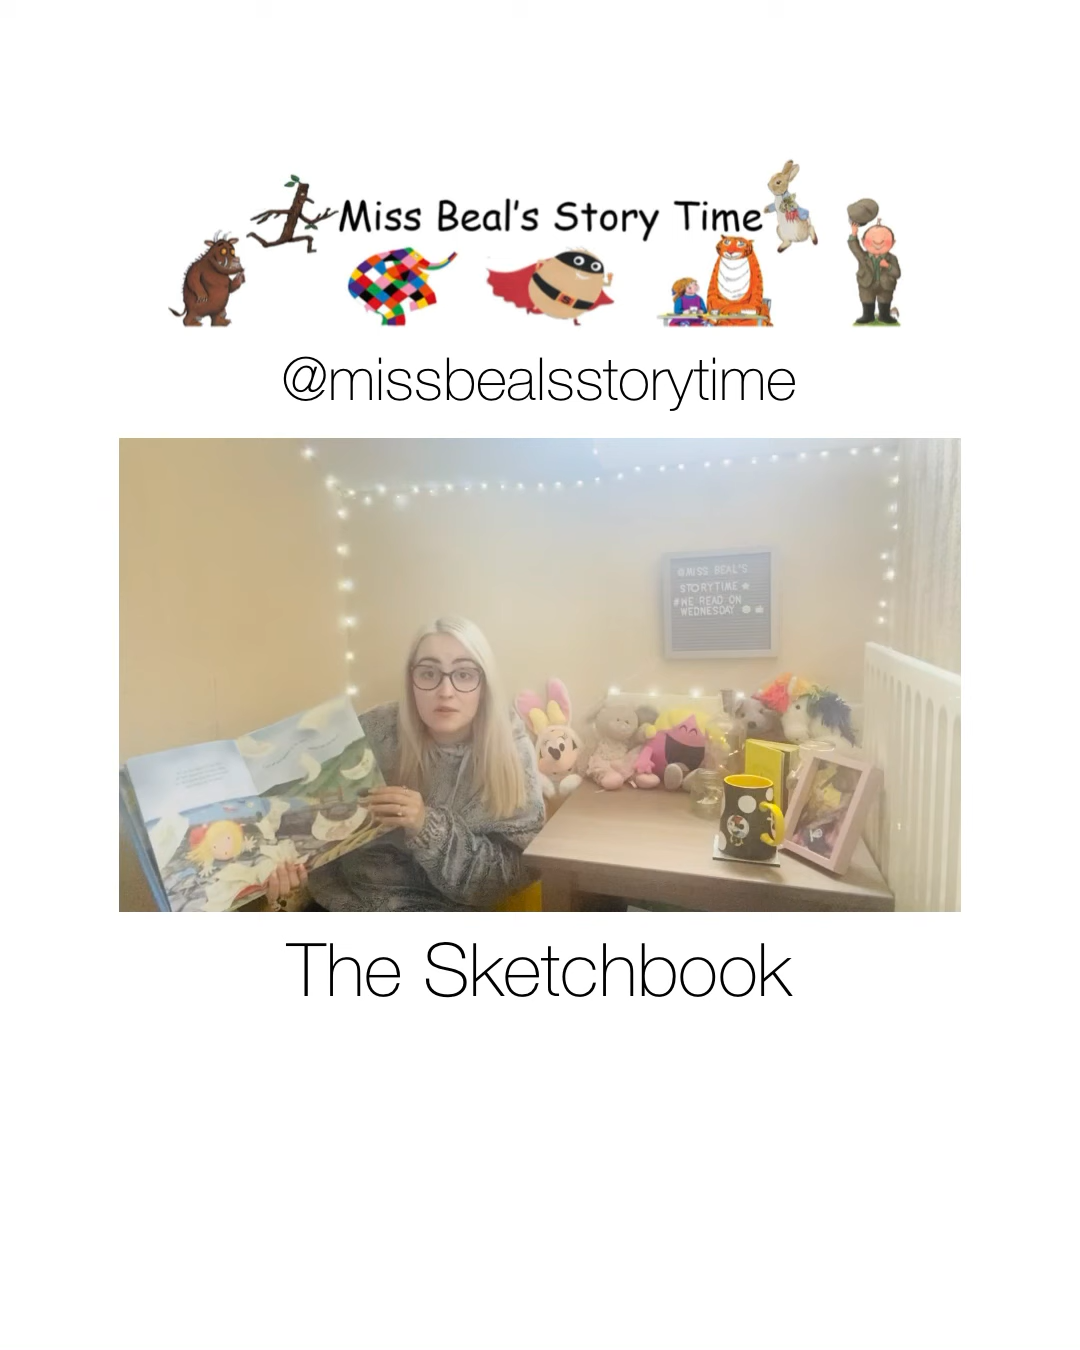 Miss Beal's Story Time
@missbealsstorytime
@MISS BEAL'S
STORYTIME
#WE READ ON
WEDNESDAY
The Sketchbook